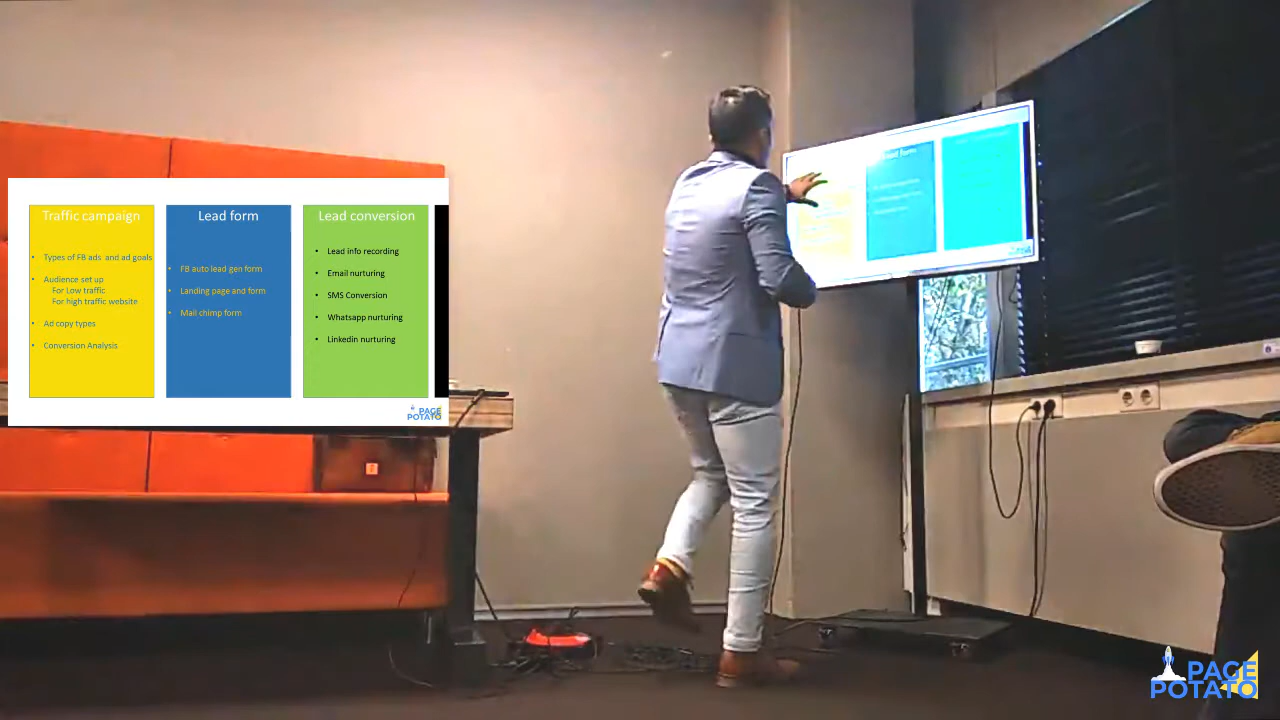 Traffic campaign
• Types of FB ads and ad goals
• Audience set up
For Low traffic
For high traffic website
• Ad copy types
• Conversion Analysis
Lead form
• FB auto lead gen form
• Landing page and form
• Mail chimp form
Lead conversion
• Lead info recording
• Email nurturing
• SMS Conversion
• Whatsapp nurturing
• Linkedin nurturing
PAGE
POTATO
PAGE
POTATO